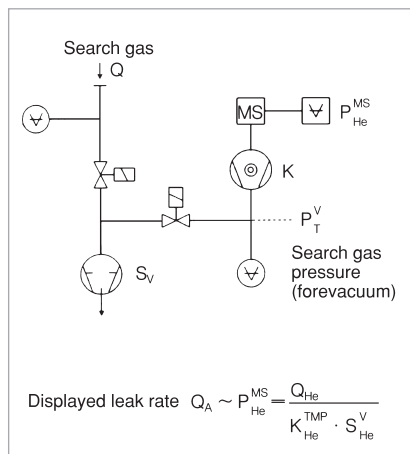 Search gas
Q
MS
P_He^MS
K
P_T^V
Search gas
pressure
(forevacuum)
S_V
Displayed leak rate Q_A ~ P_He^MS = Q_He / K_He^TMP · S_He^V